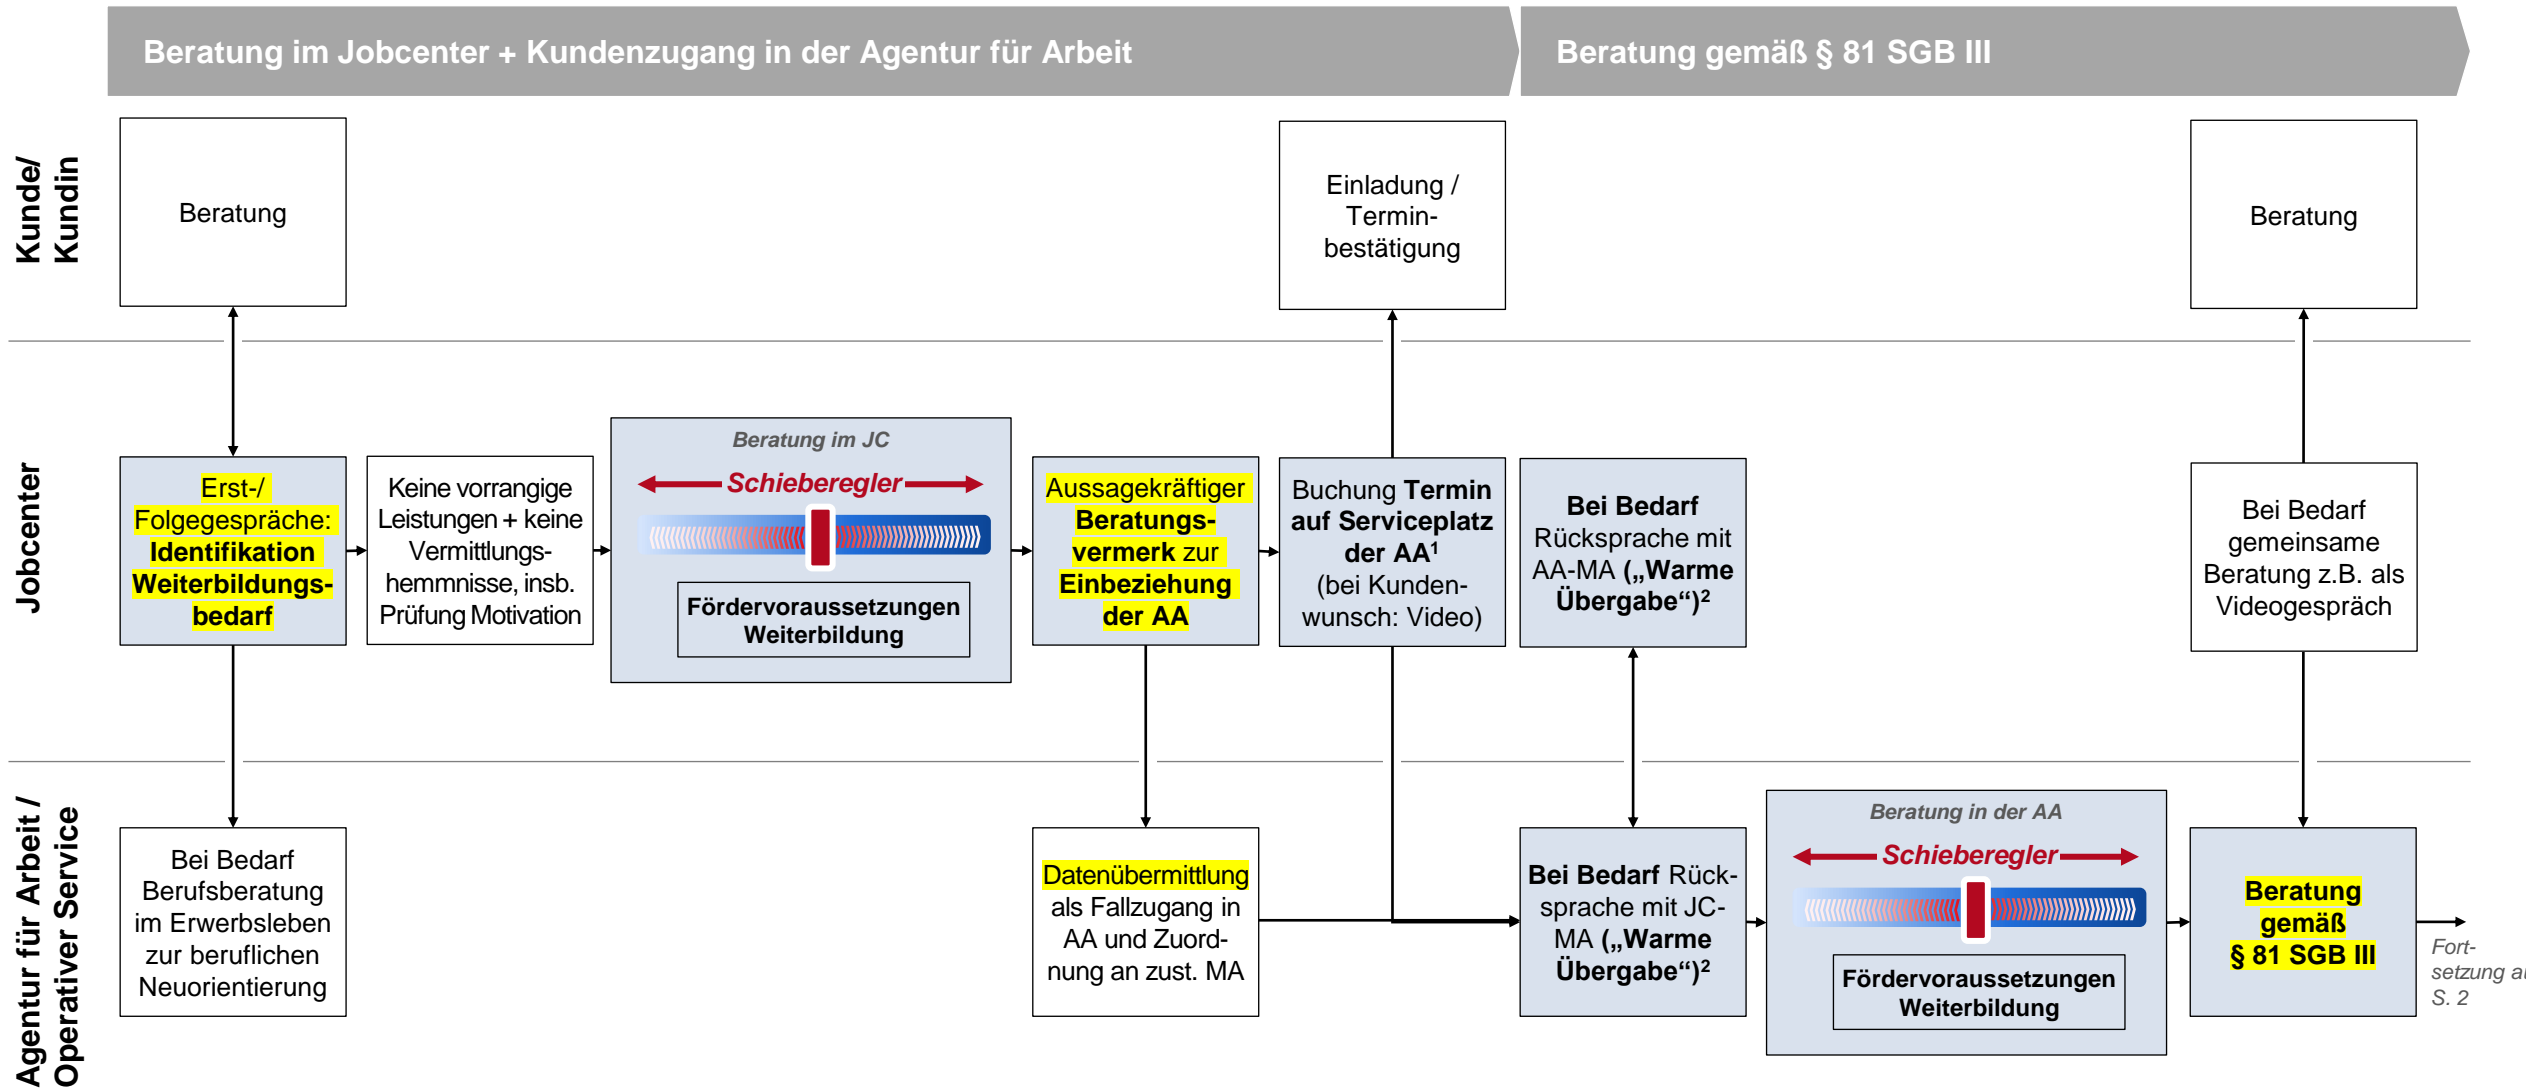 Beratung im Jobcenter + Kundenzugang in der Agentur für Arbeit
Beratung gemäß § 81 SGB III
Kunde/
Kundin
Beratung
Einladung /
Termin-
bestätigung
Beratung
Jobcenter
Erst-/
Folgegespräche:
Identifikation
Weiterbildungs-
bedarf
Keine vorrangige
Leistungen + keine
Vermittlungs-
hemmnisse, insb.
Prüfung Motivation
Beratung im JC
Schieberegler
Fördervoraussetzungen
Weiterbildung
Aussagekräftiger
Beratungs-
vermerk zur
Einbeziehung
der AA
Buchung Termin
auf Serviceplatz
der AA¹
(bei Kunden-
wunsch: Video)
Bei Bedarf
Rücksprache mit
AA-MA („Warme
Übergabe“)²
Bei Bedarf
gemeinsame
Beratung z.B. als
Videogespräch
Agentur für Arbeit /
Operativer Service
Bei Bedarf
Berufsberatung
im Erwerbsleben
zur beruflichen
Neuorientierung
Datenübermittlung
als Fallzugang in
AA und Zuord-
nung an zust. MA
Bei Bedarf Rück-
sprache mit JC-
MA („Warme
Übergabe“)²
Beratung in der AA
Schieberegler
Fördervoraussetzungen
Weiterbildung
Beratung
gemäß
§ 81 SGB III
Fort-
setzung au
S. 2